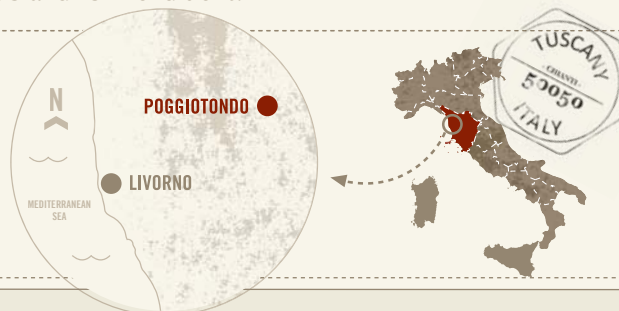 N
POGGIOTONDO
LIVORNO
MEDITERRANEAN
SEA
TUSCANY
· CHIANTI ·
50050
ITALY